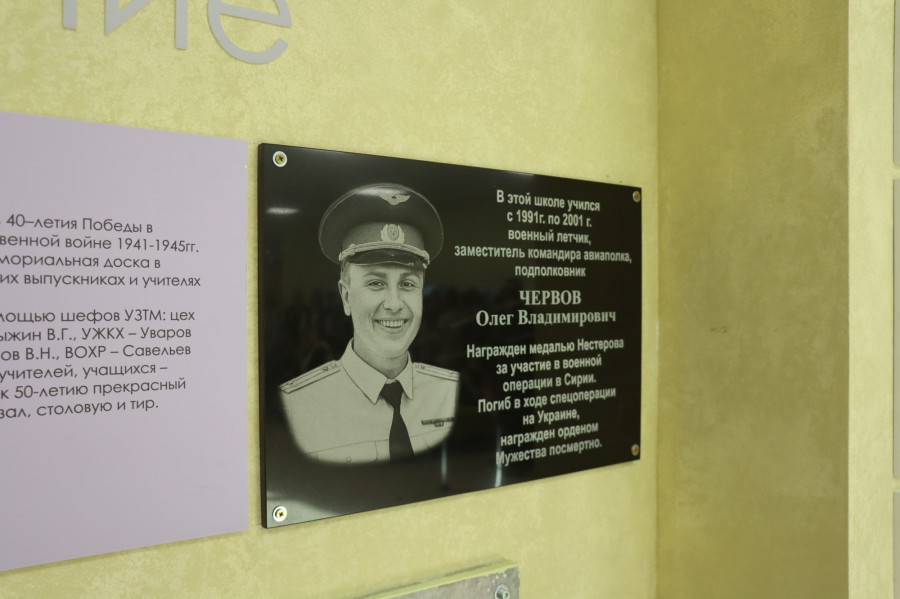 ние
40–летия Победы в
венной войне 1941-1945гг.
мориальная доска в
их выпускниках и учителях
ощью шефов УЗТМ: цех
ыжин В.Г., УЖКХ – Уваров
ов В.Н., ВОХР – Савельев
учителей, учащихся –
к 50-летию прекрасный
зал, столовую и тир.
В этой школе учился
с 1991г. по 2001 г.
военный летчик,
заместитель командира авиаполка,
подполковник
ЧЕРВОВ
Олег Владимирович
Награжден медалью Нестерова
за участие в военной
операции в Сирии.
Погиб в ходе спецоперации
на Украине,
награжден орденом
Мужества посмертно.